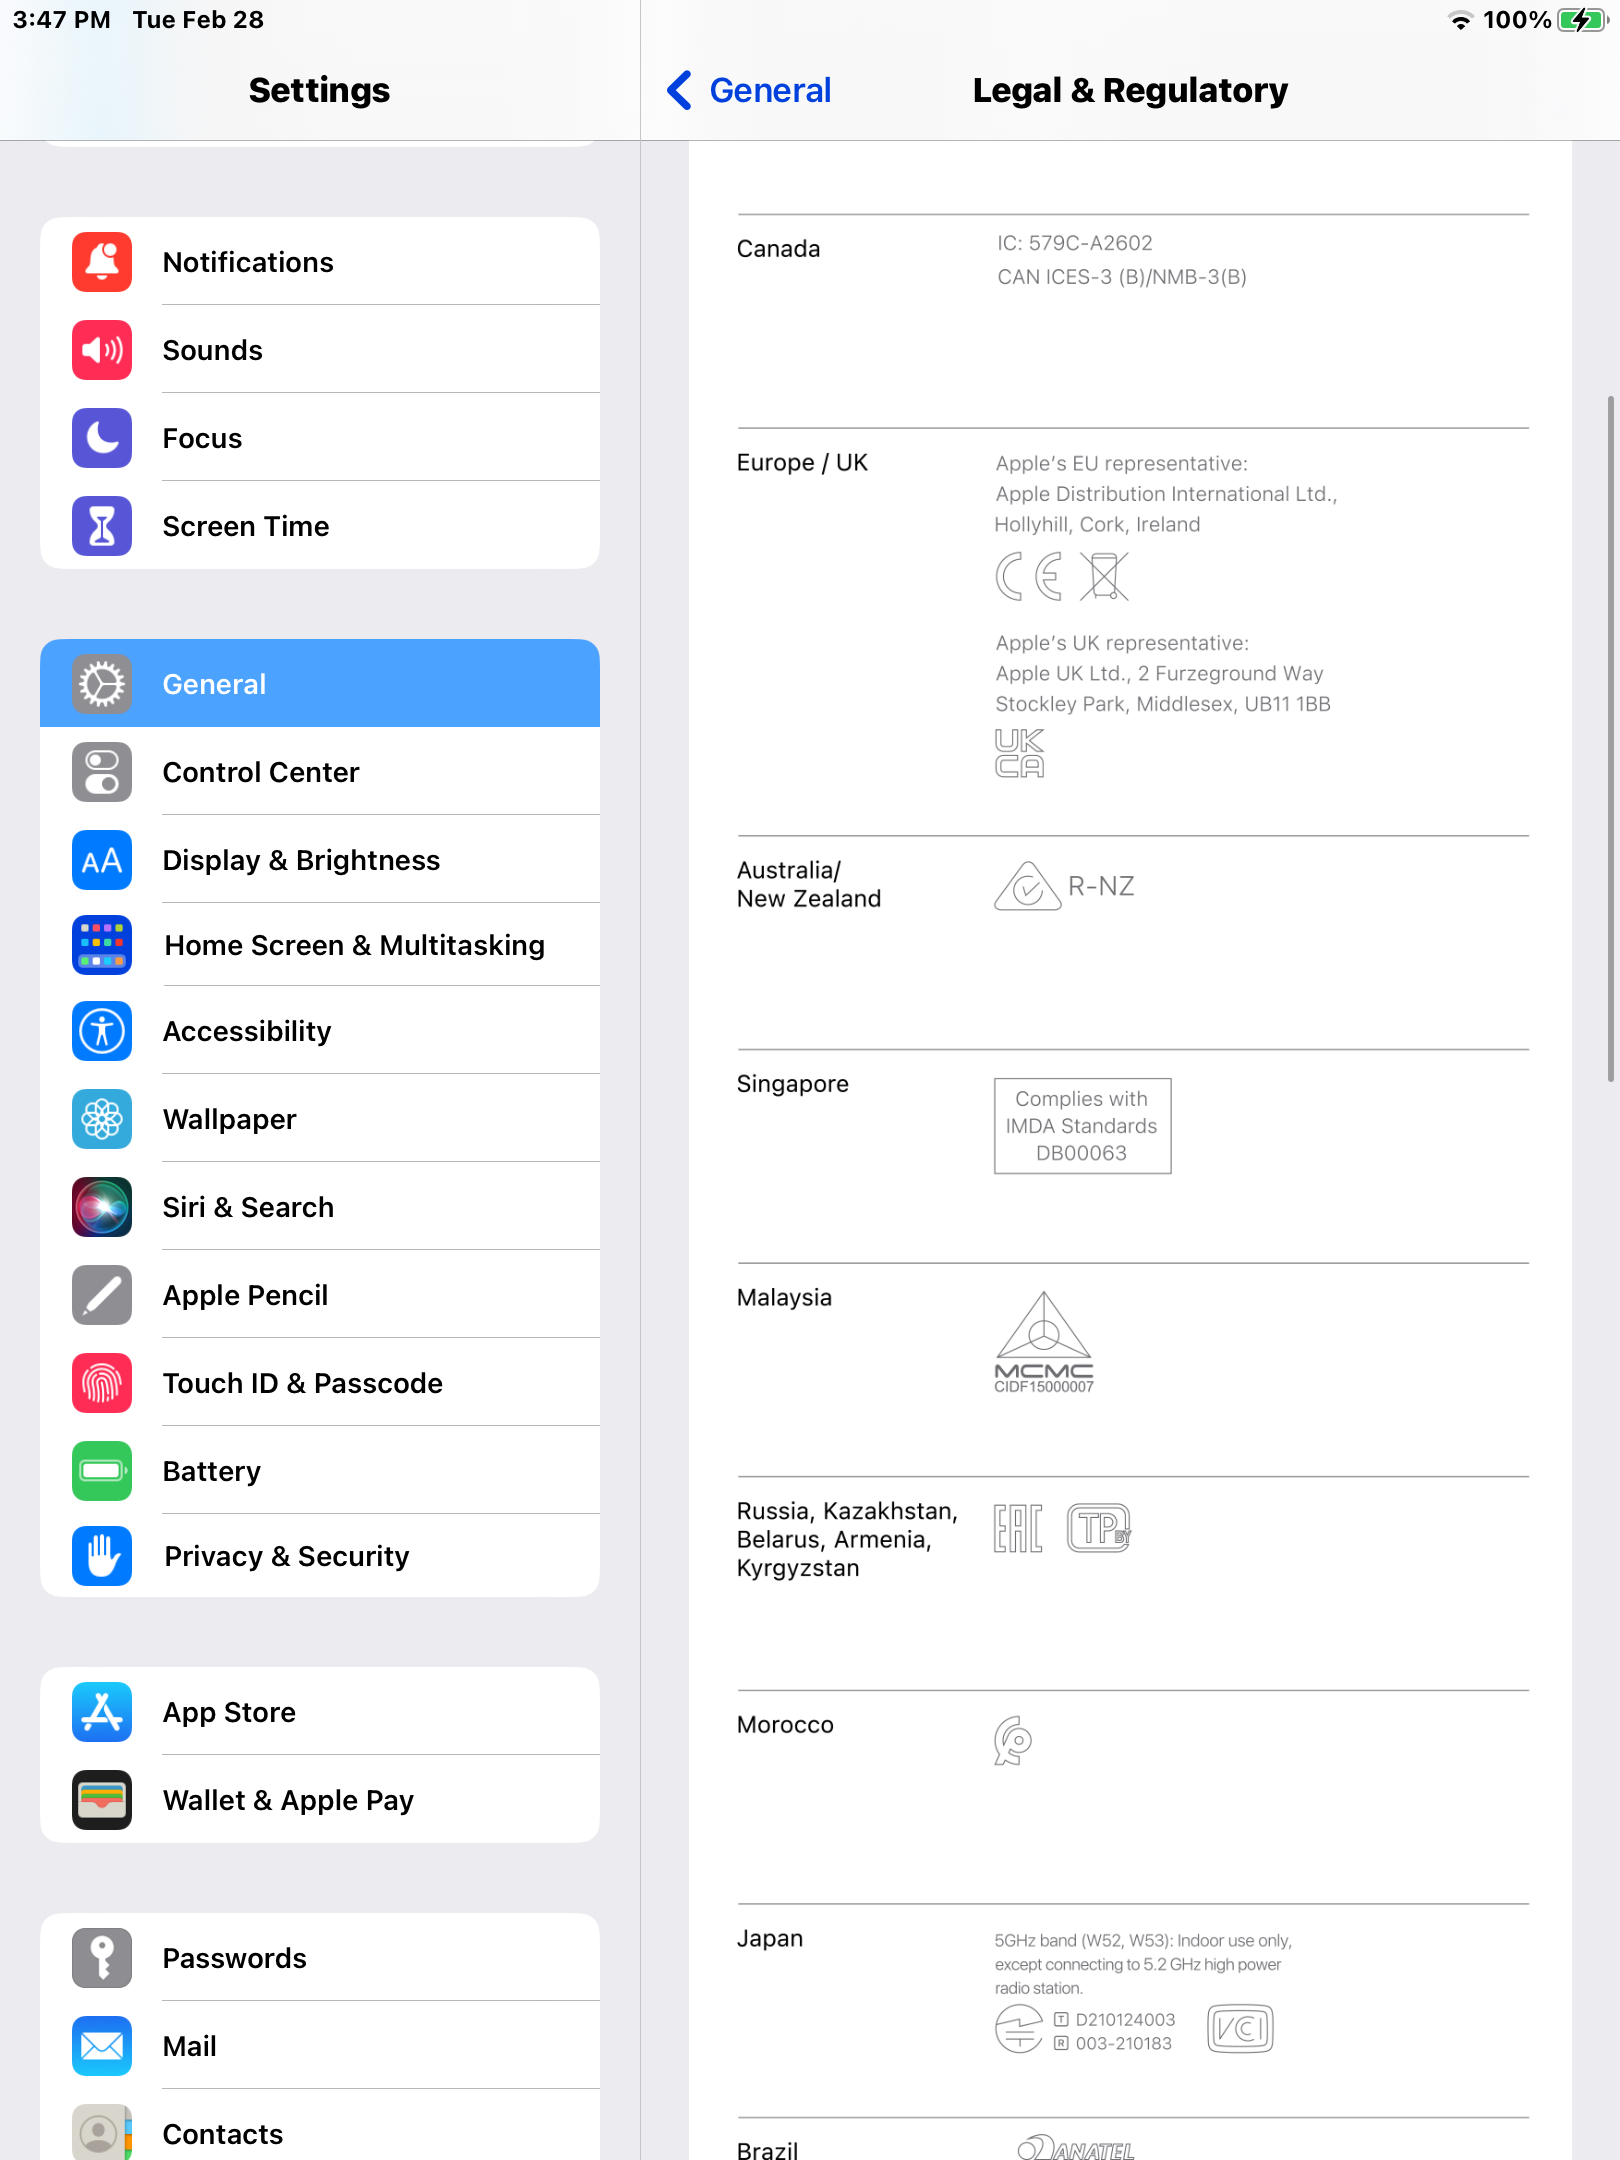 3:47 PM Tue Feb 28
100%
Settings
Notifications
Sounds
Focus
Screen Time
General
Control Center
AA
Display & Brightness
Home Screen & Multitasking
Accessibility
Wallpaper
Siri & Search
Apple Pencil
Touch ID & Passcode
Battery
Privacy & Security
App Store
Wallet & Apple Pay
Passwords
Mail
Contacts
General
Legal & Regulatory
Canada
IC: 579C-A2602
CAN ICES-3 (B)/NMB-3(B)
Europe / UK
Apple’s EU representative:
Apple Distribution International Ltd.,
Hollyhill, Cork, Ireland
CE
Apple’s UK representative:
Apple UK Ltd., 2 Furzeground Way
Stockley Park, Middlesex, UB11 1BB
UK
CA
Australia/
New Zealand
R-NZ
Singapore
Complies with
IMDA Standards
DB00063
Malaysia
MCMC
CIDF15000007
Russia, Kazakhstan,
Belarus, Armenia,
Kyrgyzstan
EAC TP BY
Morocco
Japan
5GHz band (W52, W53): Indoor use only,
except connecting to 5.2 GHz high power
radio station.
T D210124003
R 003-210183
VCI
Brazil
ANATEL